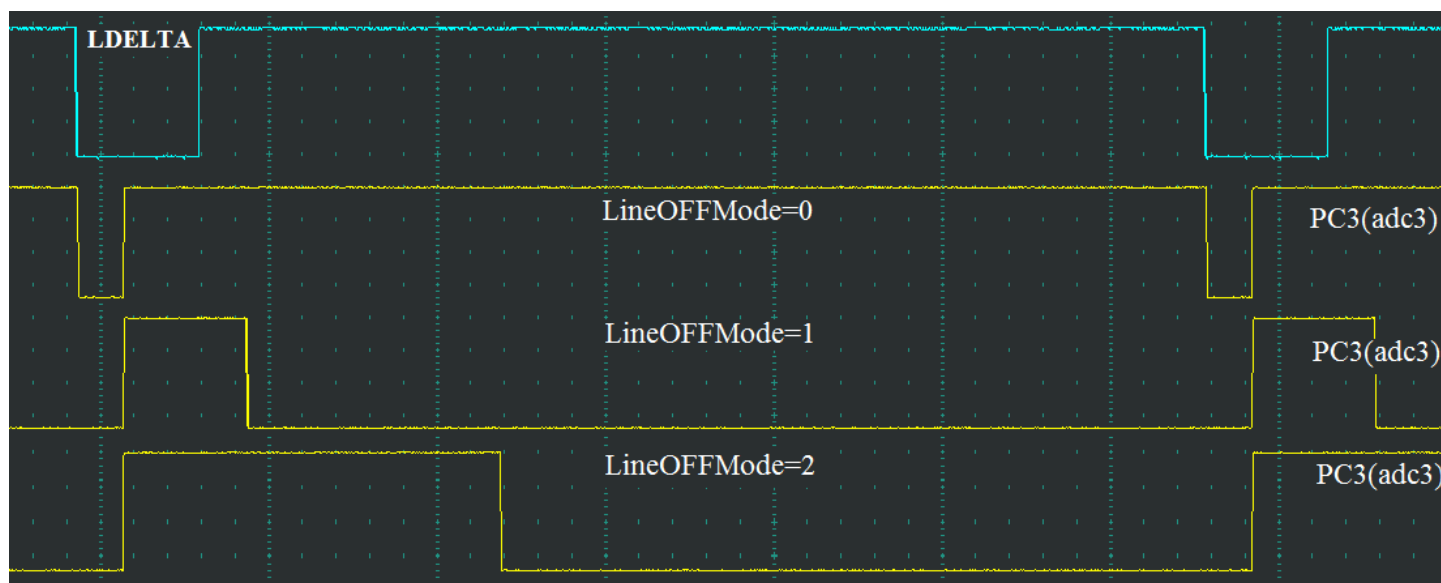 LDELTA
LineOFFMode=0
PC3(adc3)
LineOFFMode=1
PC3(adc3)
LineOFFMode=2
PC3(adc3)